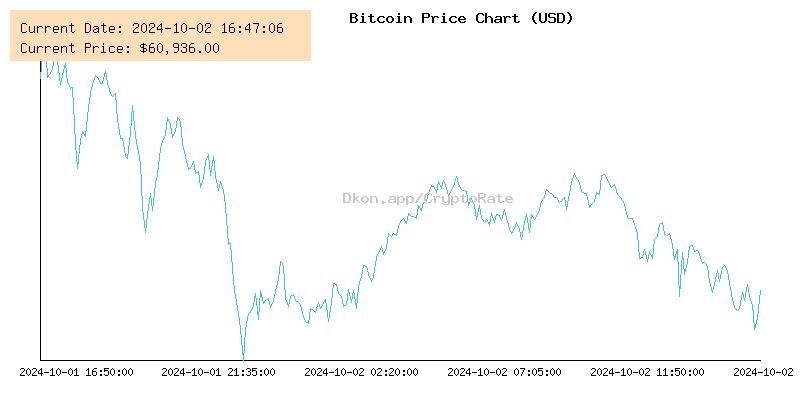 Bitcoin Price Chart (USD)
Current Date: 2024-10-02 16:47:06
Current Price: $60,936.00
Dkon.app/CryptoRate
2024-10-01 16:50:00
2024-10-01 21:35:00
2024-10-02 02:20:00
2024-10-02 07:05:00
2024-10-02 11:50:00
2024-10-02